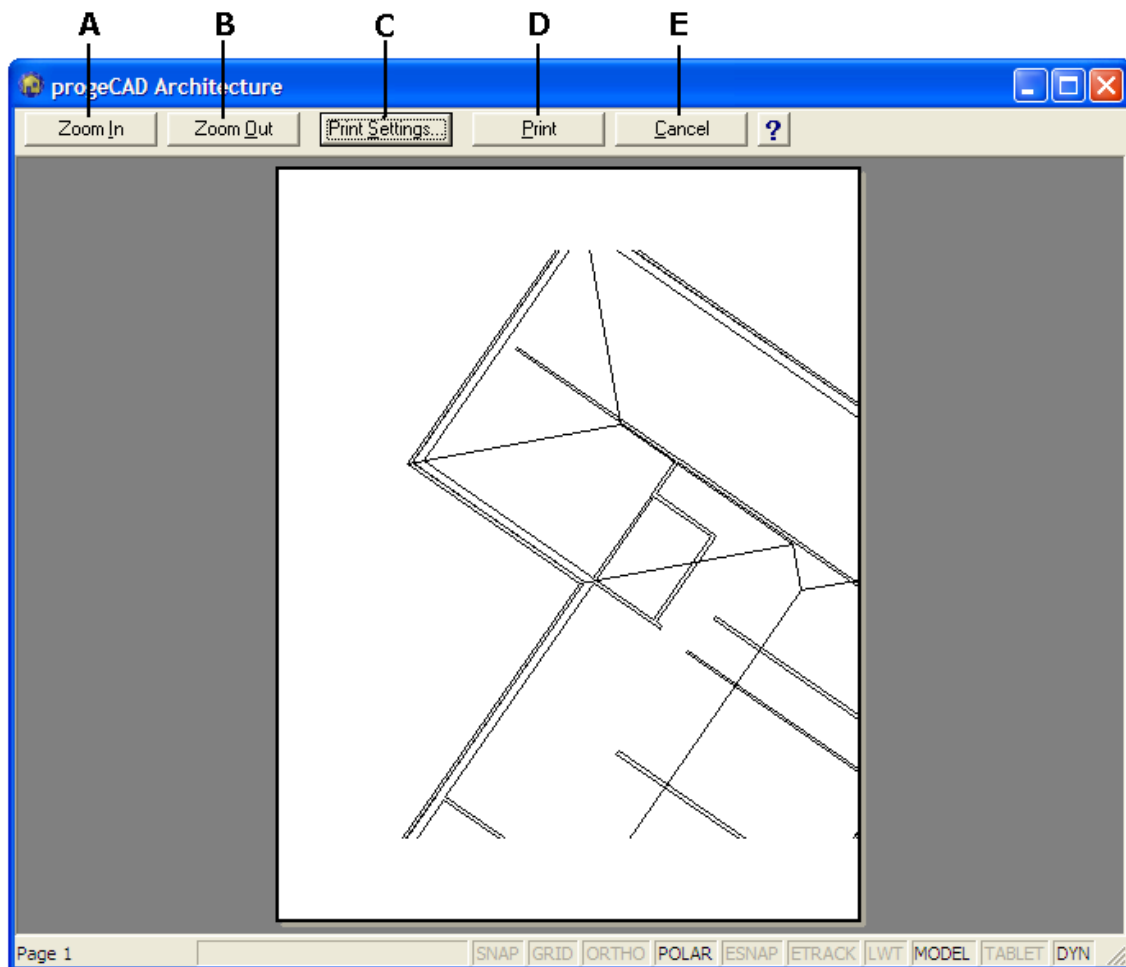 A B C D E
progeCAD Architecture
Zoom In Zoom Out Print Settings... Print Cancel ?
Page 1 SNAP GRID ORTHO POLAR ESNAP ETRACK LWT MODEL TABLET DYN